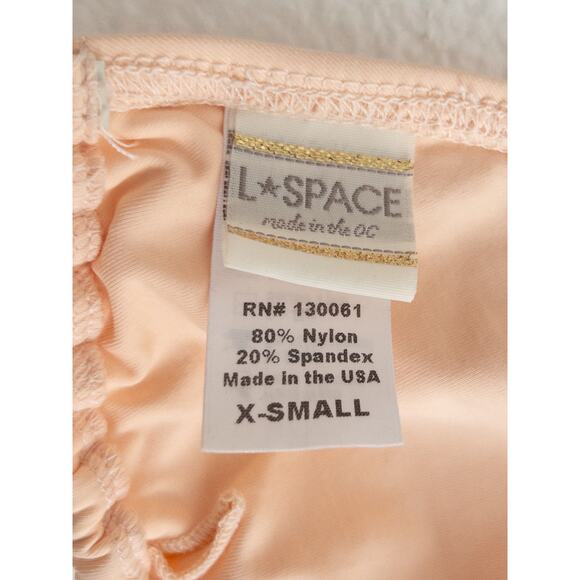 L★SPACE
made in the OC
RN# 130061
80% Nylon
20% Spandex
Made in the USA
X-SMALL